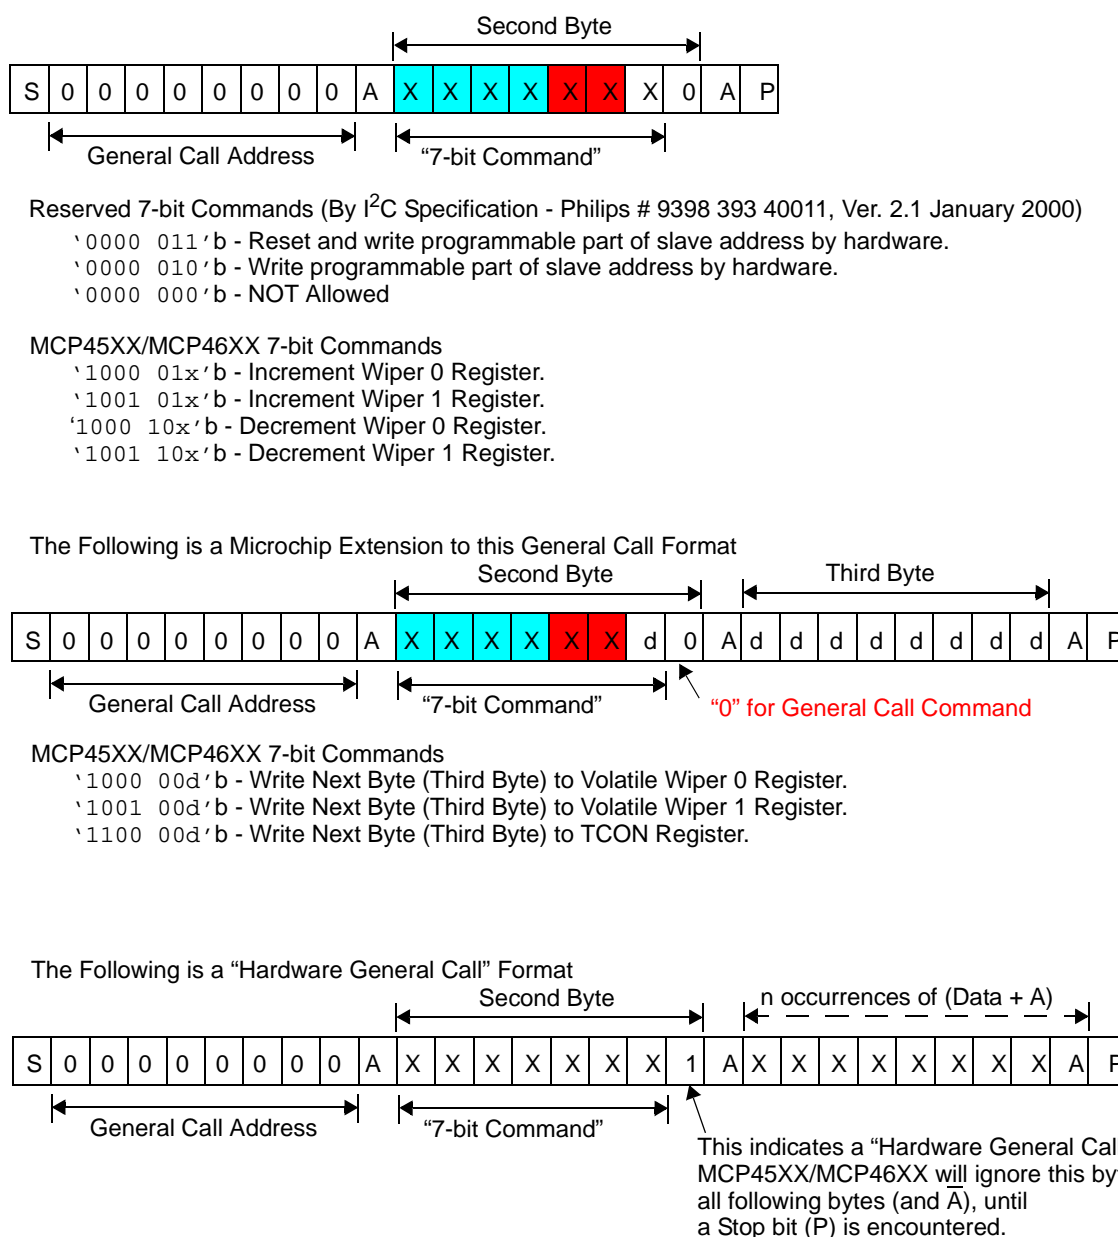 Second Byte
S 0 0 0 0 0 0 0 0 A X X X X X X X 0 A P
General Call Address “7-bit Command”
Reserved 7-bit Commands (By I2C Specification - Philips # 9398 393 40011, Ver. 2.1 January 2000)
‘0000 011’b - Reset and write programmable part of slave address by hardware.
‘0000 010’b - Write programmable part of slave address by hardware.
‘0000 000’b - NOT Allowed
MCP45XX/MCP46XX 7-bit Commands
‘1000 01x’b - Increment Wiper 0 Register.
‘1001 01x’b - Increment Wiper 1 Register.
‘1000 10x’b - Decrement Wiper 0 Register.
‘1001 10x’b - Decrement Wiper 1 Register.
The Following is a Microchip Extension to this General Call Format
Second Byte Third Byte
S 0 0 0 0 0 0 0 0 A X X X X X X d 0 A d d d d d d d d A P
General Call Address “7-bit Command” “0” for General Call Command
MCP45XX/MCP46XX 7-bit Commands
‘1000 00d’b - Write Next Byte (Third Byte) to Volatile Wiper 0 Register.
‘1001 00d’b - Write Next Byte (Third Byte) to Volatile Wiper 1 Register.
‘1100 00d’b - Write Next Byte (Third Byte) to TCON Register.
The Following is a “Hardware General Call” Format
Second Byte n occurrences of (Data + A)
S 0 0 0 0 0 0 0 0 A X X X X X X X 1 A X X X X X X X X A P
General Call Address “7-bit Command”
This indicates a “Hardware General Cal
MCP45XX/MCP46XX will ignore this by
all following bytes (and A̅), until
a Stop bit (P) is encountered.